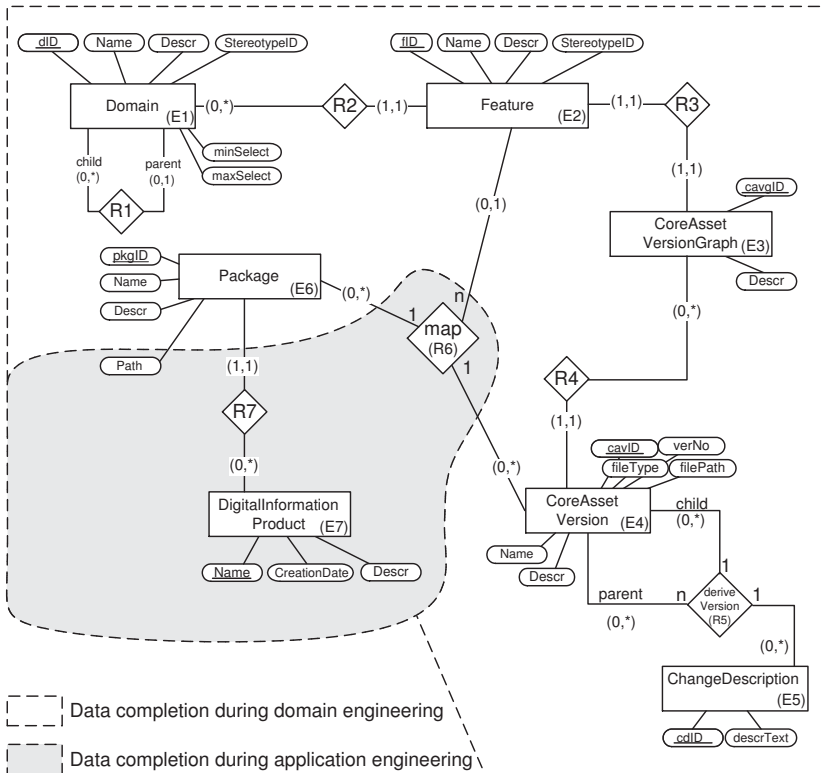 dID
Name
Descr
StereotypeID
fID
Name
Descr
StereotypeID
Domain
(E1)
(0,*)
R2
(1,1)
Feature
(E2)
(1,1)
R3
minSelect
maxSelect
child
(0,*)
parent
(0,1)
R1
(0,1)
(1,1)
cavgID
CoreAsset
VersionGraph
(E3)
Descr
pkgID
Name
Descr
Path
Package
(E6)
(0,*)
1
n
map
(R6)
1
(0,*)
(1,1)
R7
(0,*)
R4
(1,1)
(0,*)
cavID
verNo
fileType
filePath
DigitalInformation
Product
(E7)
Name
CreationDate
Descr
CoreAsset
Version
(E4)
Name
Descr
child
(0,*)
parent
(0,*)
n
1
derive
Version
(R5)
1
(0,*)
ChangeDescription
(E5)
cdID
descrText
Data completion during domain engineering
Data completion during application engineering